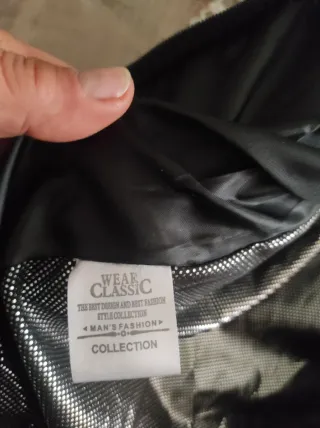 WEAR
CLASSIC
THE BEST DESIGN AND BEST FASHION
STYLE COLLECTION
MAN'S FASHION
COLLECTION